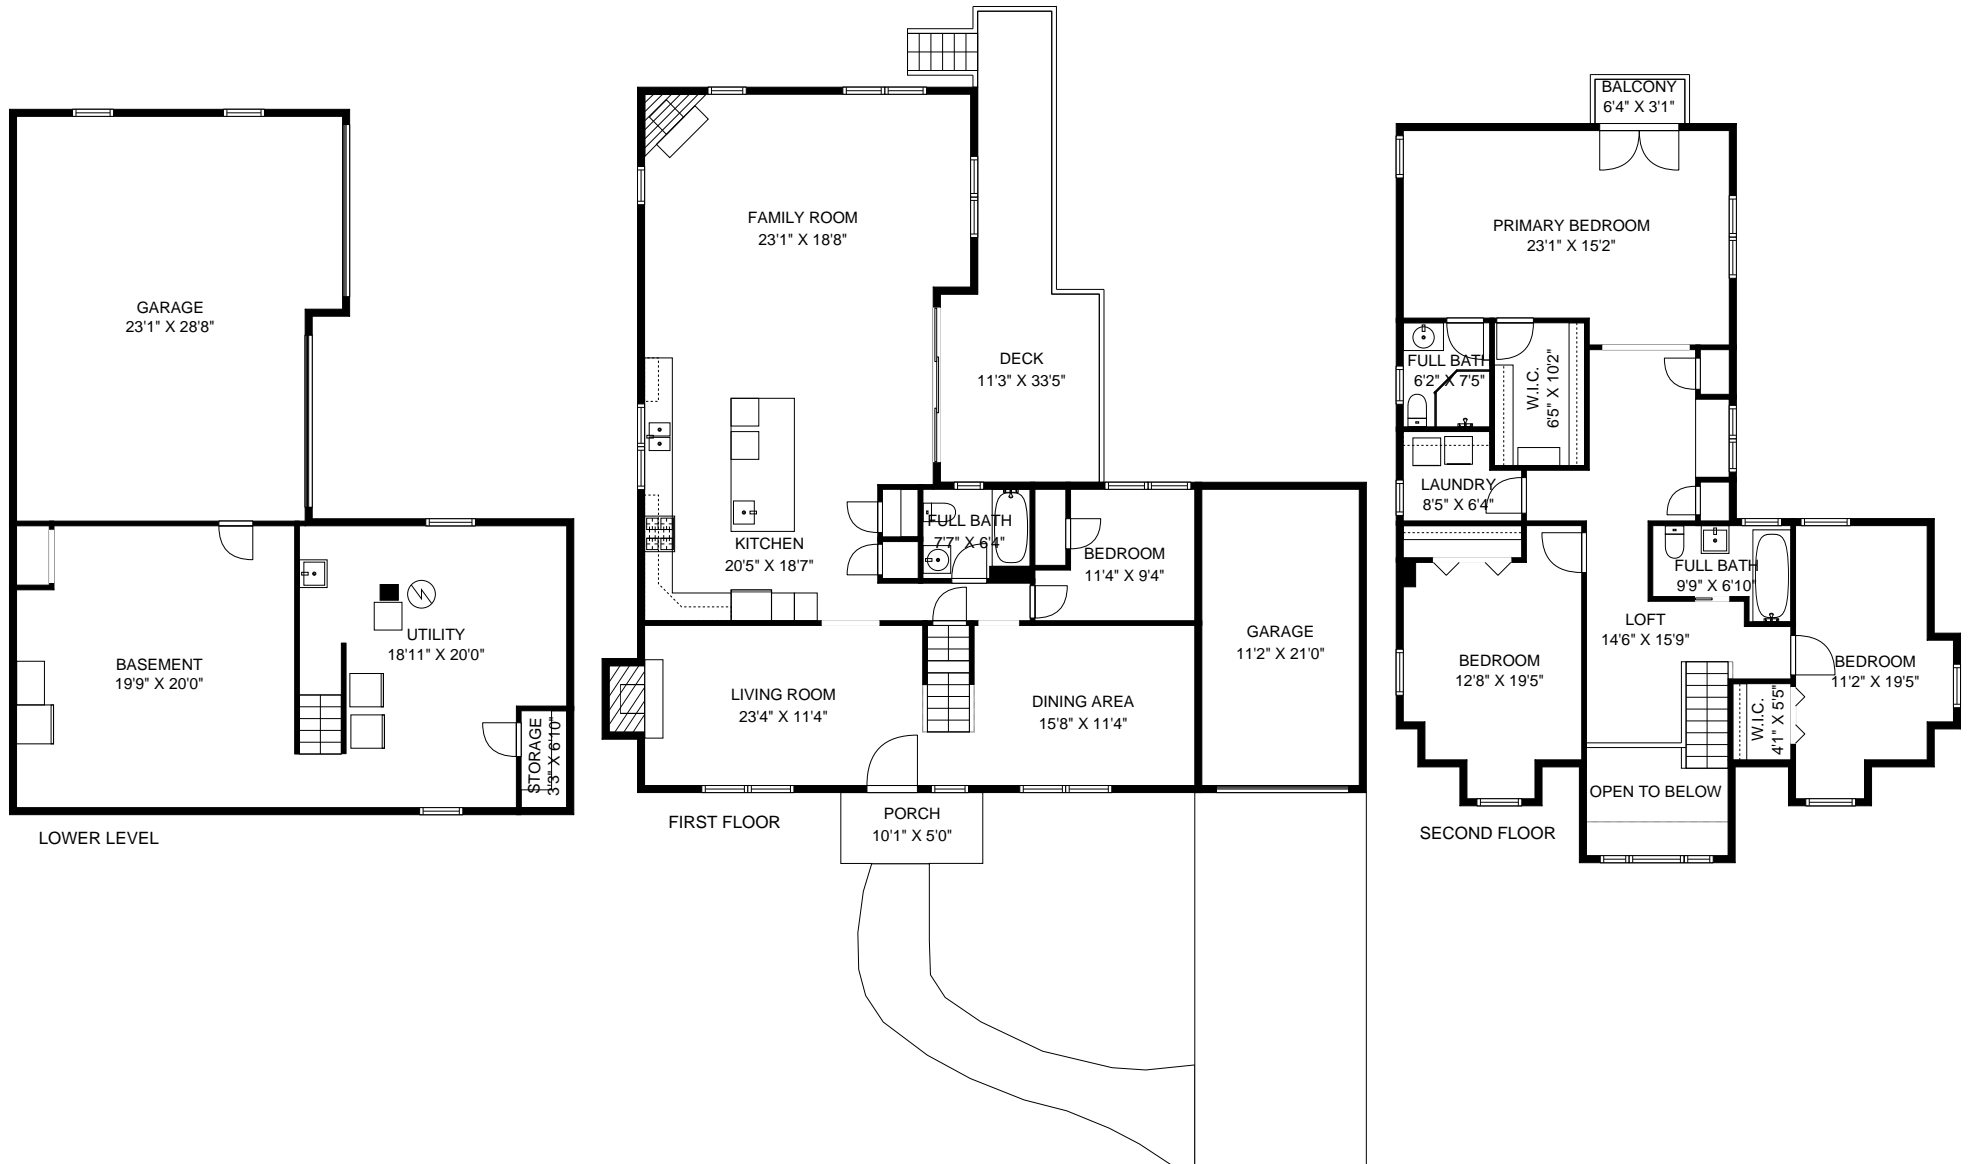 GARAGE
23'1" X 28'8"
BASEMENT
19'9" X 20'0"
UTILITY
18'11" X 20'0"
STORAGE
3'3" X 6'10"
LOWER LEVEL
FAMILY ROOM
23'1" X 18'8"
DECK
11'3" X 33'5"
KITCHEN
20'5" X 18'7"
FULL BATH
7'7" X 6'4"
BEDROOM
11'4" X 9'4"
GARAGE
11'2" X 21'0"
LIVING ROOM
23'4" X 11'4"
DINING AREA
15'8" X 11'4"
PORCH
10'1" X 5'0"
FIRST FLOOR
BALCONY
6'4" X 3'1"
PRIMARY BEDROOM
23'1" X 15'2"
FULL BATH
6'2" X 7'5"
W.I.C.
6'5" X 10'2"
LAUNDRY
8'5" X 6'4"
FULL BATH
9'9" X 6'10"
LOFT
14'6" X 15'9"
BEDROOM
12'8" X 19'5"
BEDROOM
11'2" X 19'5"
W.I.C.
4'1" X 5'5"
OPEN TO BELOW
SECOND FLOOR